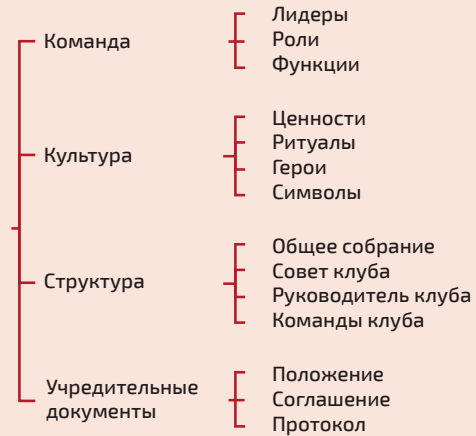 Команда
Лидеры
Роли
Функции
Культура
Ценности
Ритуалы
Герои
Символы
Структура
Общее собрание
Совет клуба
Руководитель клуба
Команды клуба
Учредительные
документы
Положение
Соглашение
Протокол